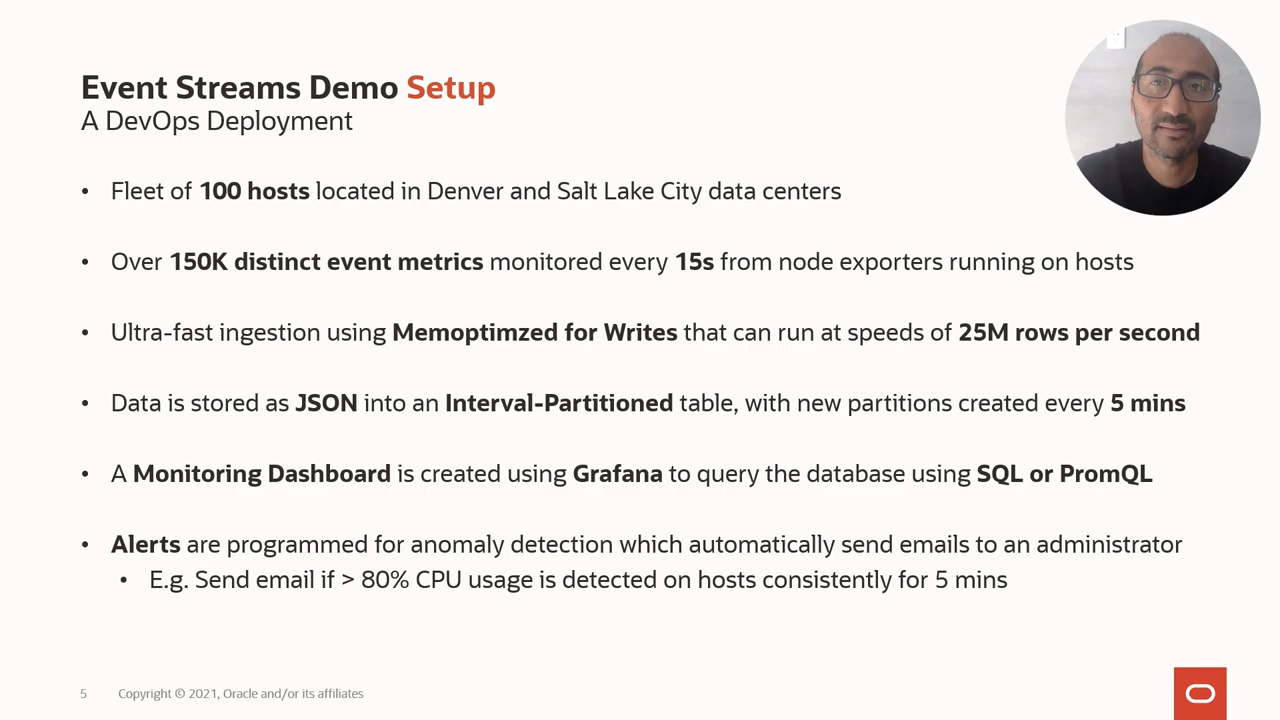 Event Streams Demo Setup
A DevOps Deployment
• Fleet of 100 hosts located in Denver and Salt Lake City data centers
• Over 150K distinct event metrics monitored every 15s from node exporters running on hosts
• Ultra-fast ingestion using Memoptimzed for Writes that can run at speeds of 25M rows per second
• Data is stored as JSON into an Interval-Partitioned table, with new partitions created every 5 mins
• A Monitoring Dashboard is created using Grafana to query the database using SQL or PromQL
• Alerts are programmed for anomaly detection which automatically send emails to an administrator
• E.g. Send email if > 80% CPU usage is detected on hosts consistently for 5 mins
5 Copyright © 2021, Oracle and/or its affiliates